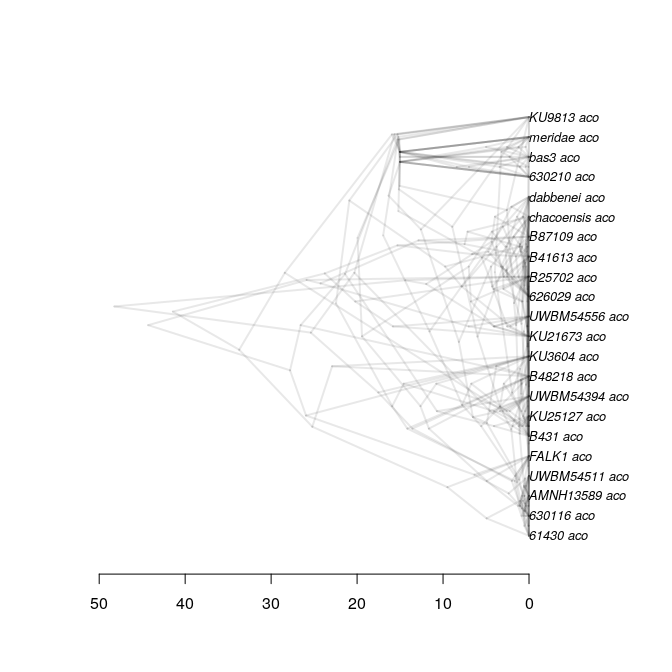 KU9813 aco
meridae aco
bas3 aco
630210 aco
dabbenei aco
chacoensis aco
B87109 aco
B41613 aco
B25702 aco
626029 aco
UWBM54556 aco
KU21673 aco
KU3604 aco
B48218 aco
UWBM54394 aco
KU25127 aco
B431 aco
FALK1 aco
UWBM54511 aco
AMNH13589 aco
630116 aco
61430 aco
50 40 30 20 10 0